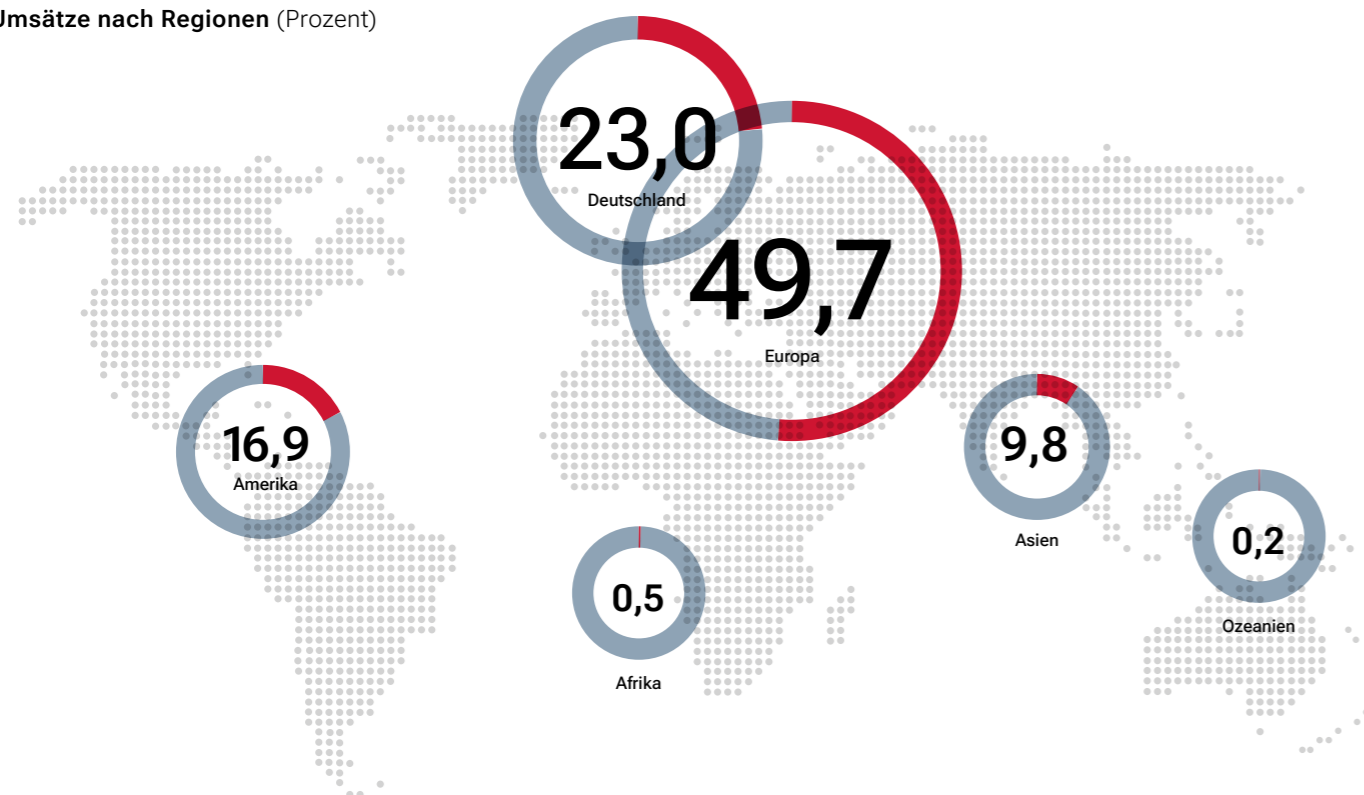 Umsätze nach Regionen (Prozent)
23,0
Deutschland
49,7
Europa
16,9
Amerika
9,8
Asien
0,2
Ozeanien
0,5
Afrika